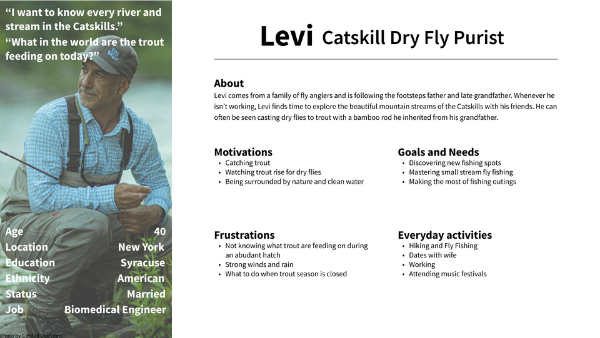 “I want to know every river and
stream in the Catskills.”
“What in the world are the trout
feeding on today?”
Age 40
Location New York
Education Syracuse
Ethnicity American
Status Married
Job Biomedical Engineer
Photo by
Levi Catskill Dry Fly Purist
About
Levi comes from a family of fly anglers and is following the footsteps father and late grandfather. Whenever he
isn't working, Levi finds time to explore the beautiful mountain streams of the Catskills with his friends. He can
often be seen casting dry flies to trout with a bamboo rod he inherited from his grandfather.
Motivations
• Catching trout
• Watching trout rise for dry flies
• Being surrounded by nature and clean water
Goals and Needs
• Discovering new fishing spots
• Mastering small stream fly fishing
• Making the most of fishing outings
Frustrations
• Not knowing what trout are feeding on during
an abudant hatch
• Strong winds and rain
• What to do when trout season is closed
Everyday activities
• Hiking and Fly Fishing
• Dates with wife
• Working
• Attending music festivals